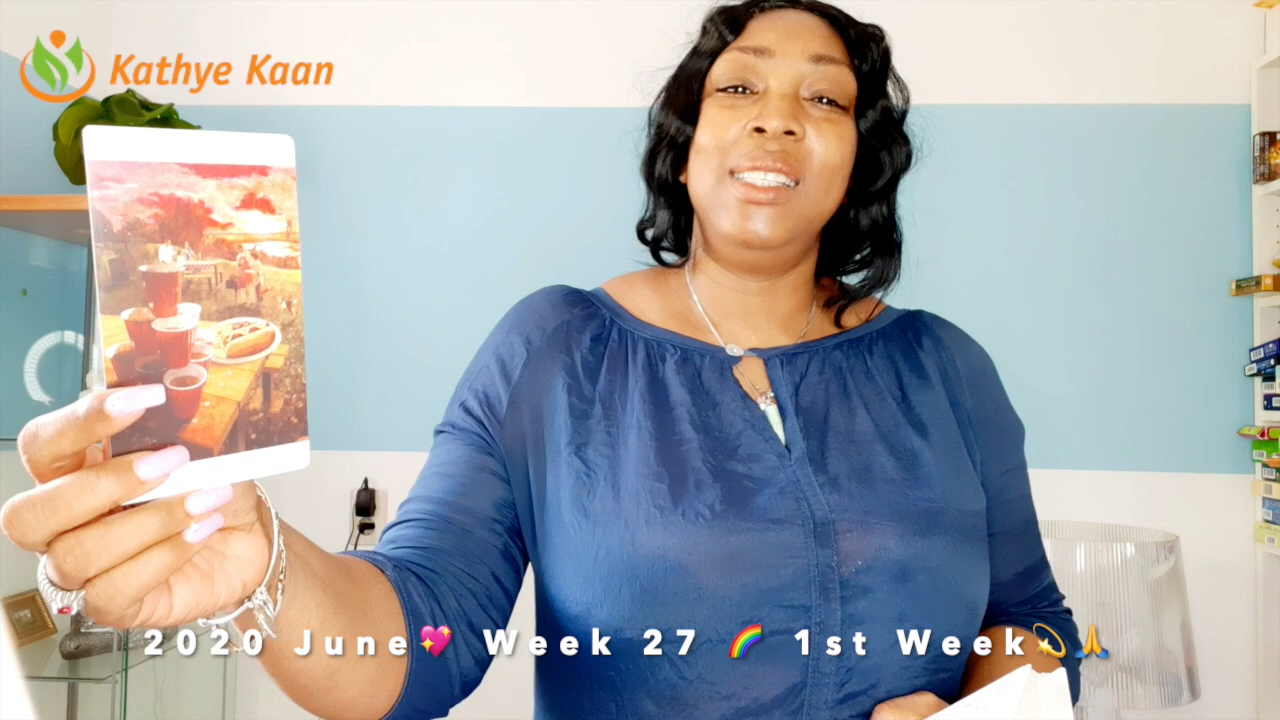 Kathye Kaan
2020 June💖 Week 27 🌈 1st Week💫🙏